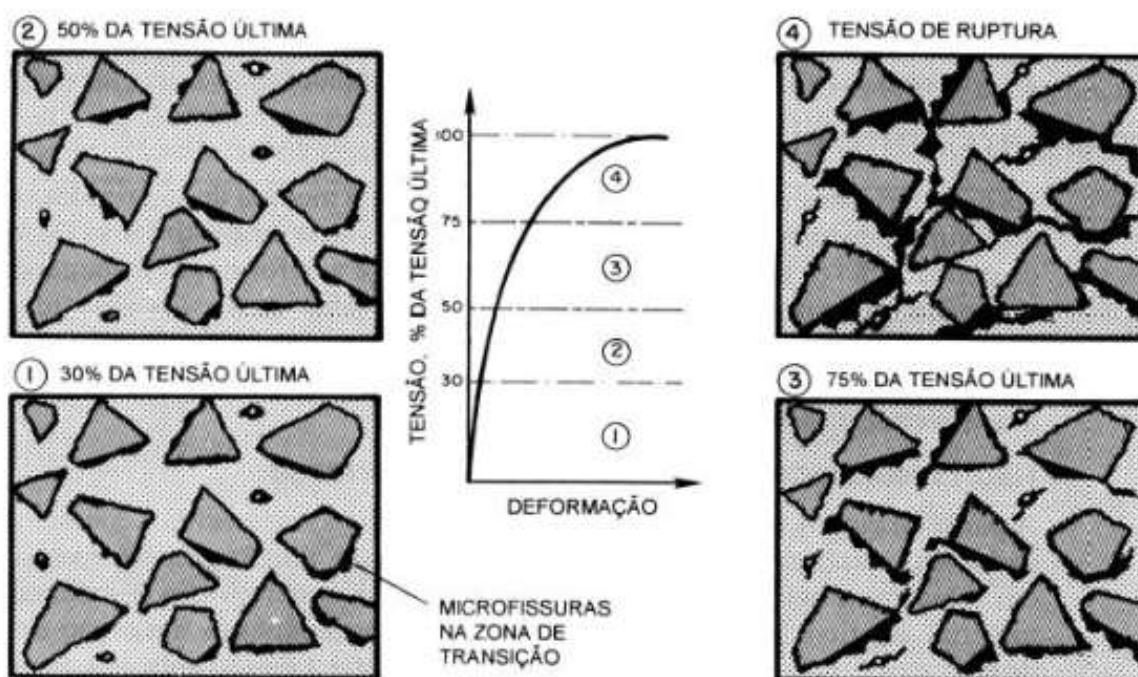 ② 50% DA TENSÃO ÚLTIMA
④ TENSÃO DE RUPTURA
TENSÃO, % DA TENSÃO ÚLTIMA
100
75
50
30
④
③
②
①
DEFORMAÇÃO
① 30% DA TENSÃO ÚLTIMA
③ 75% DA TENSÃO ÚLTIMA
MICROFISSURAS
NA ZONA DE
TRANSIÇÃO